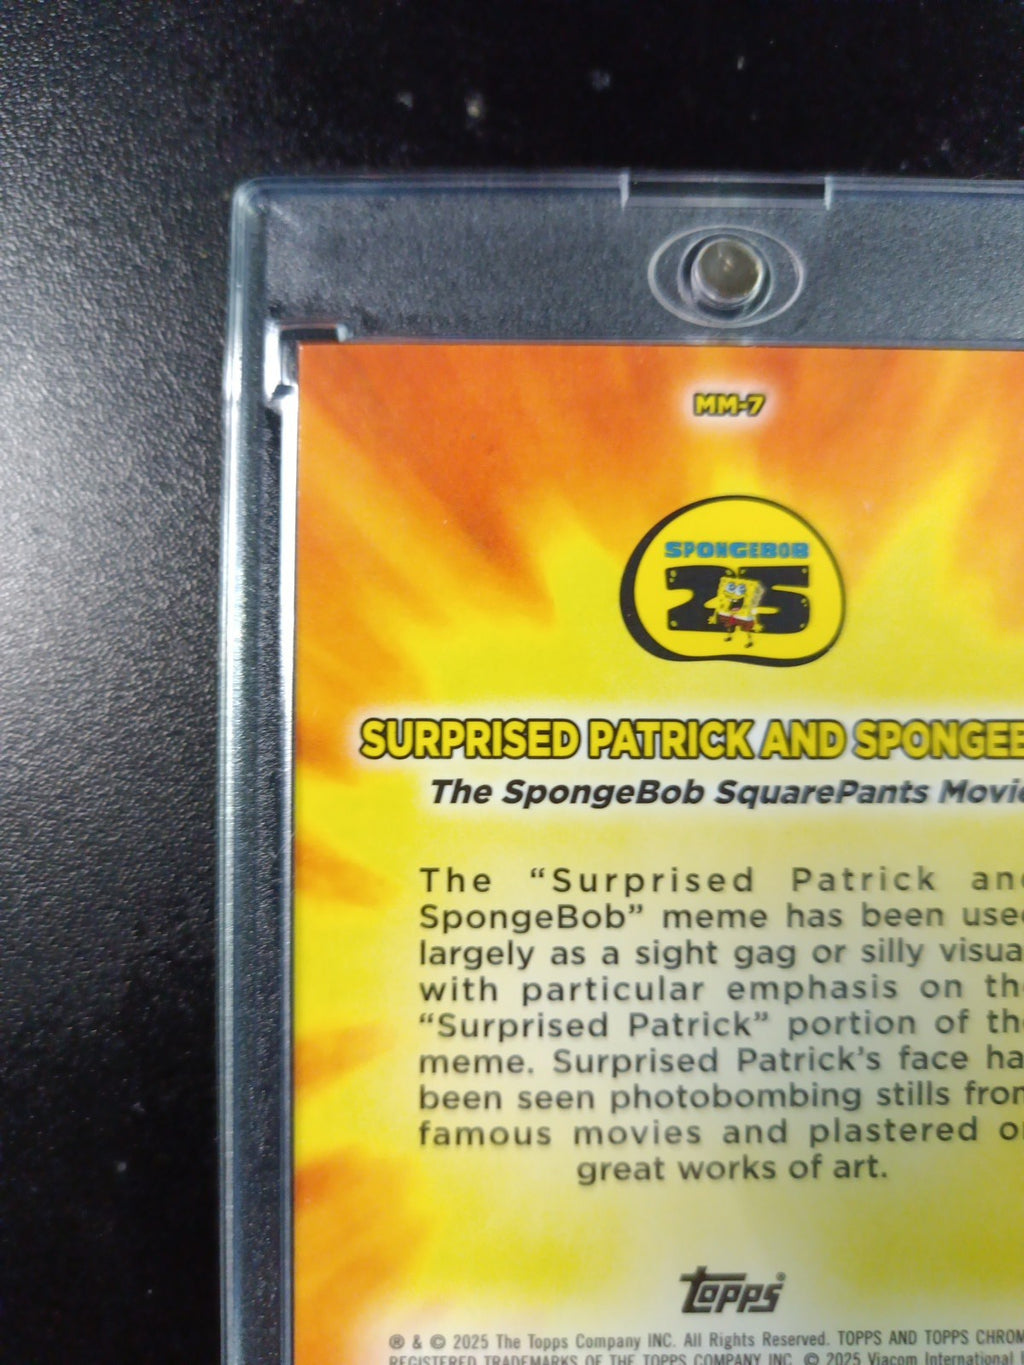 MM-7
SPONGEBOB
25
SURPRISED PATRICK AND SPONGEB
The SpongeBob SquarePants Movie
The “Surprised Patrick and
SpongeBob” meme has been used
largely as a sight gag or silly visual
with particular emphasis on the
“Surprised Patrick” portion of the
meme. Surprised Patrick’s face ha
been seen photobombing stills from
famous movies and plastered o
great works of art.
topps®
® & © 2025 The Topps Company INC. All Rights Reserved. TOPPS AND TOPPS CHROM
REGISTERED TRADEMARKS OF THE TOPPS COMPANY INC. © 2025 Viacom International I